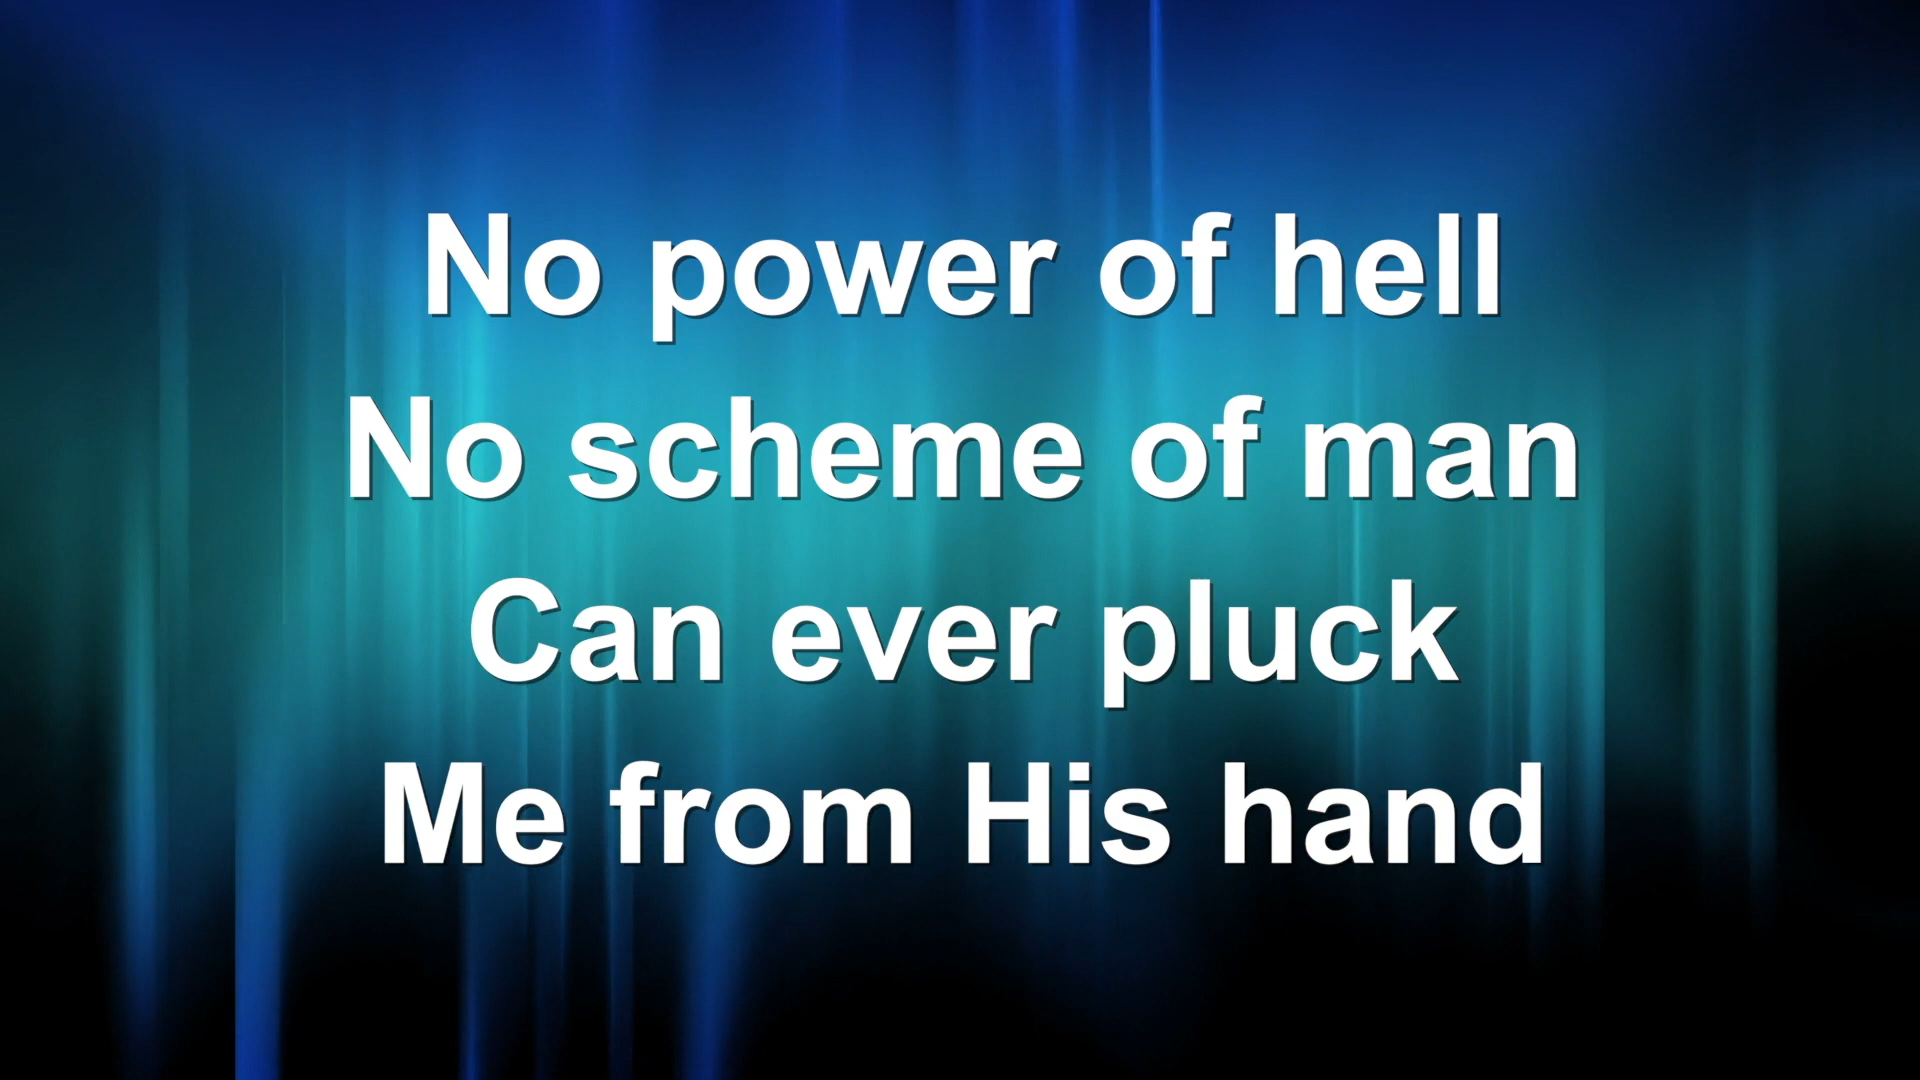 No power of hell
No scheme of man
Can ever pluck
Me from His hand